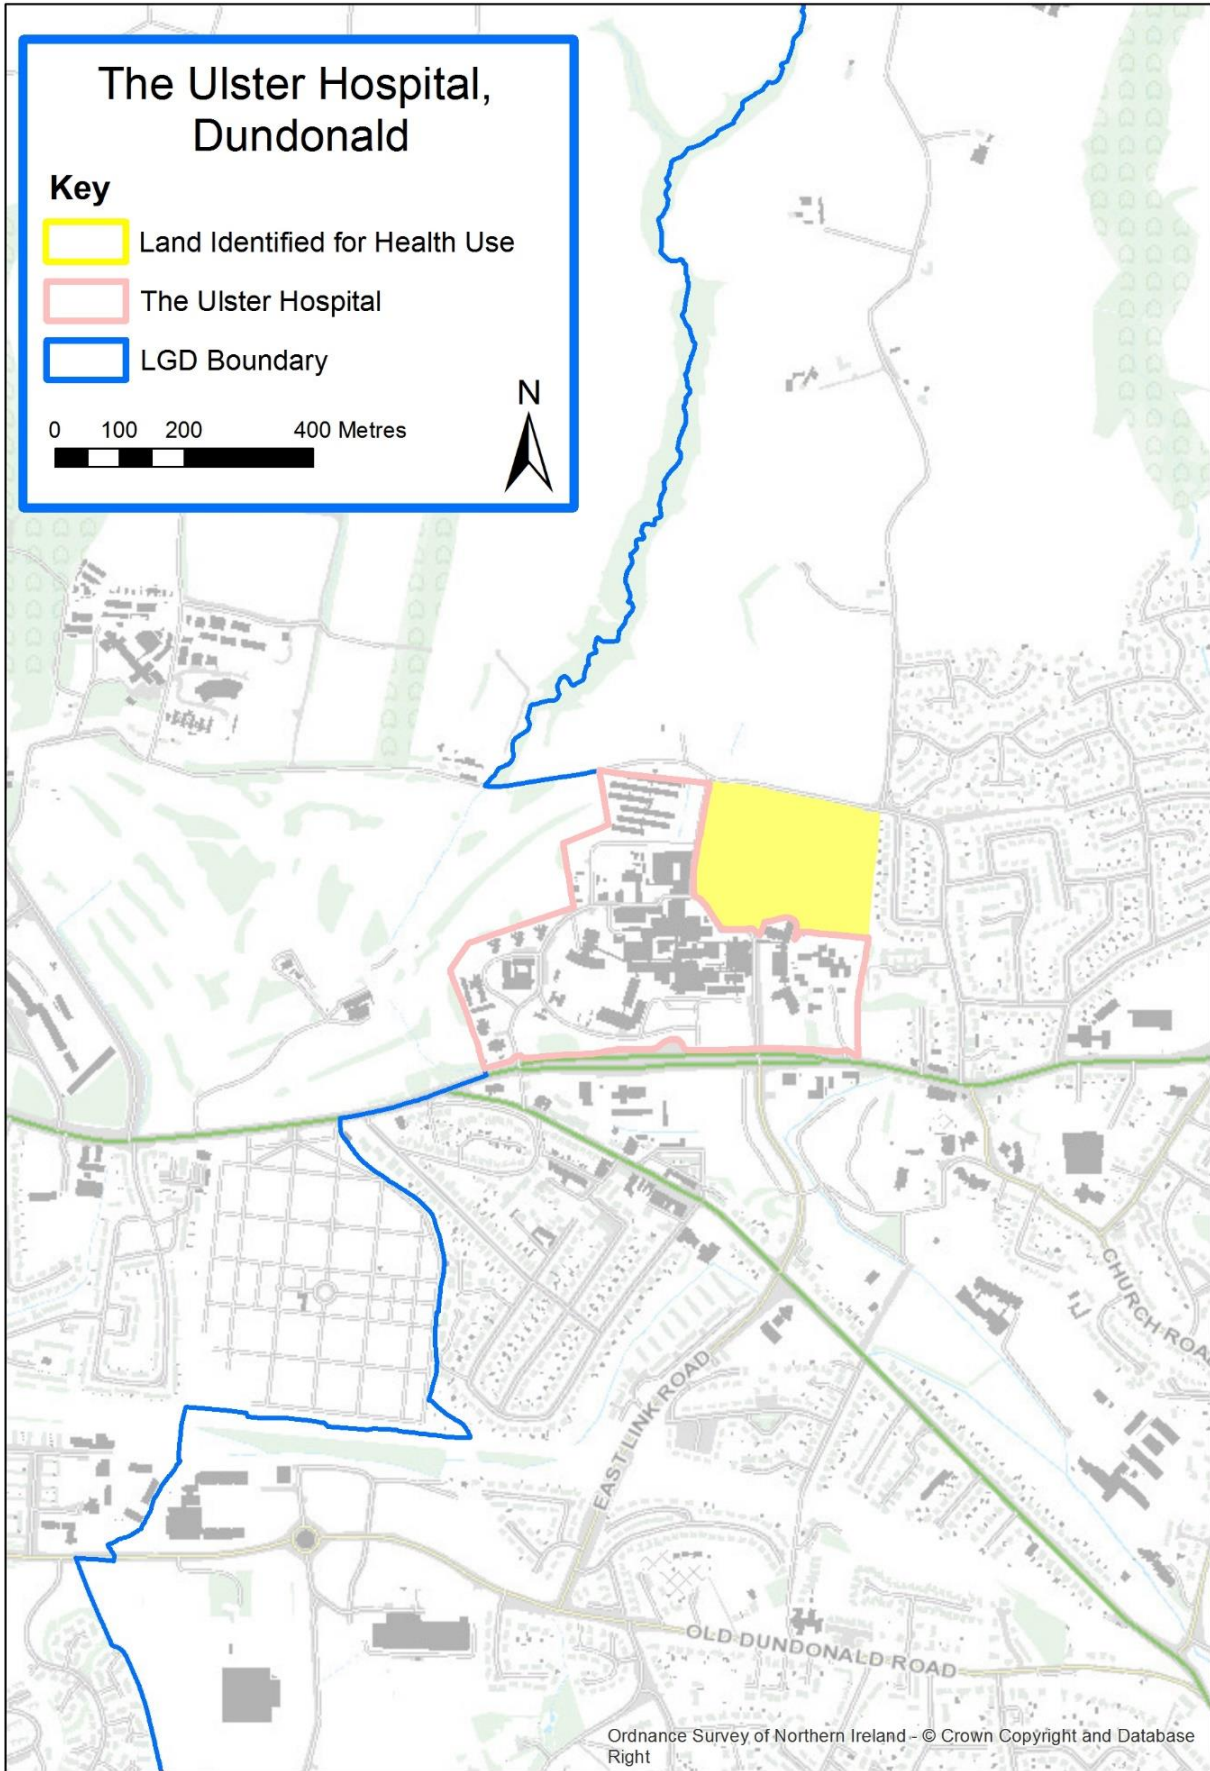 The Ulster Hospital,
Dundonald
Key
Land Identified for Health Use
The Ulster Hospital
LGD Boundary
N
0 100 200 400 Metres
CHURCH ROAD
EAST LINK ROAD
OLD DUNDONALD ROAD
Ordnance Survey of Northern Ireland - © Crown Copyright and Database
Right